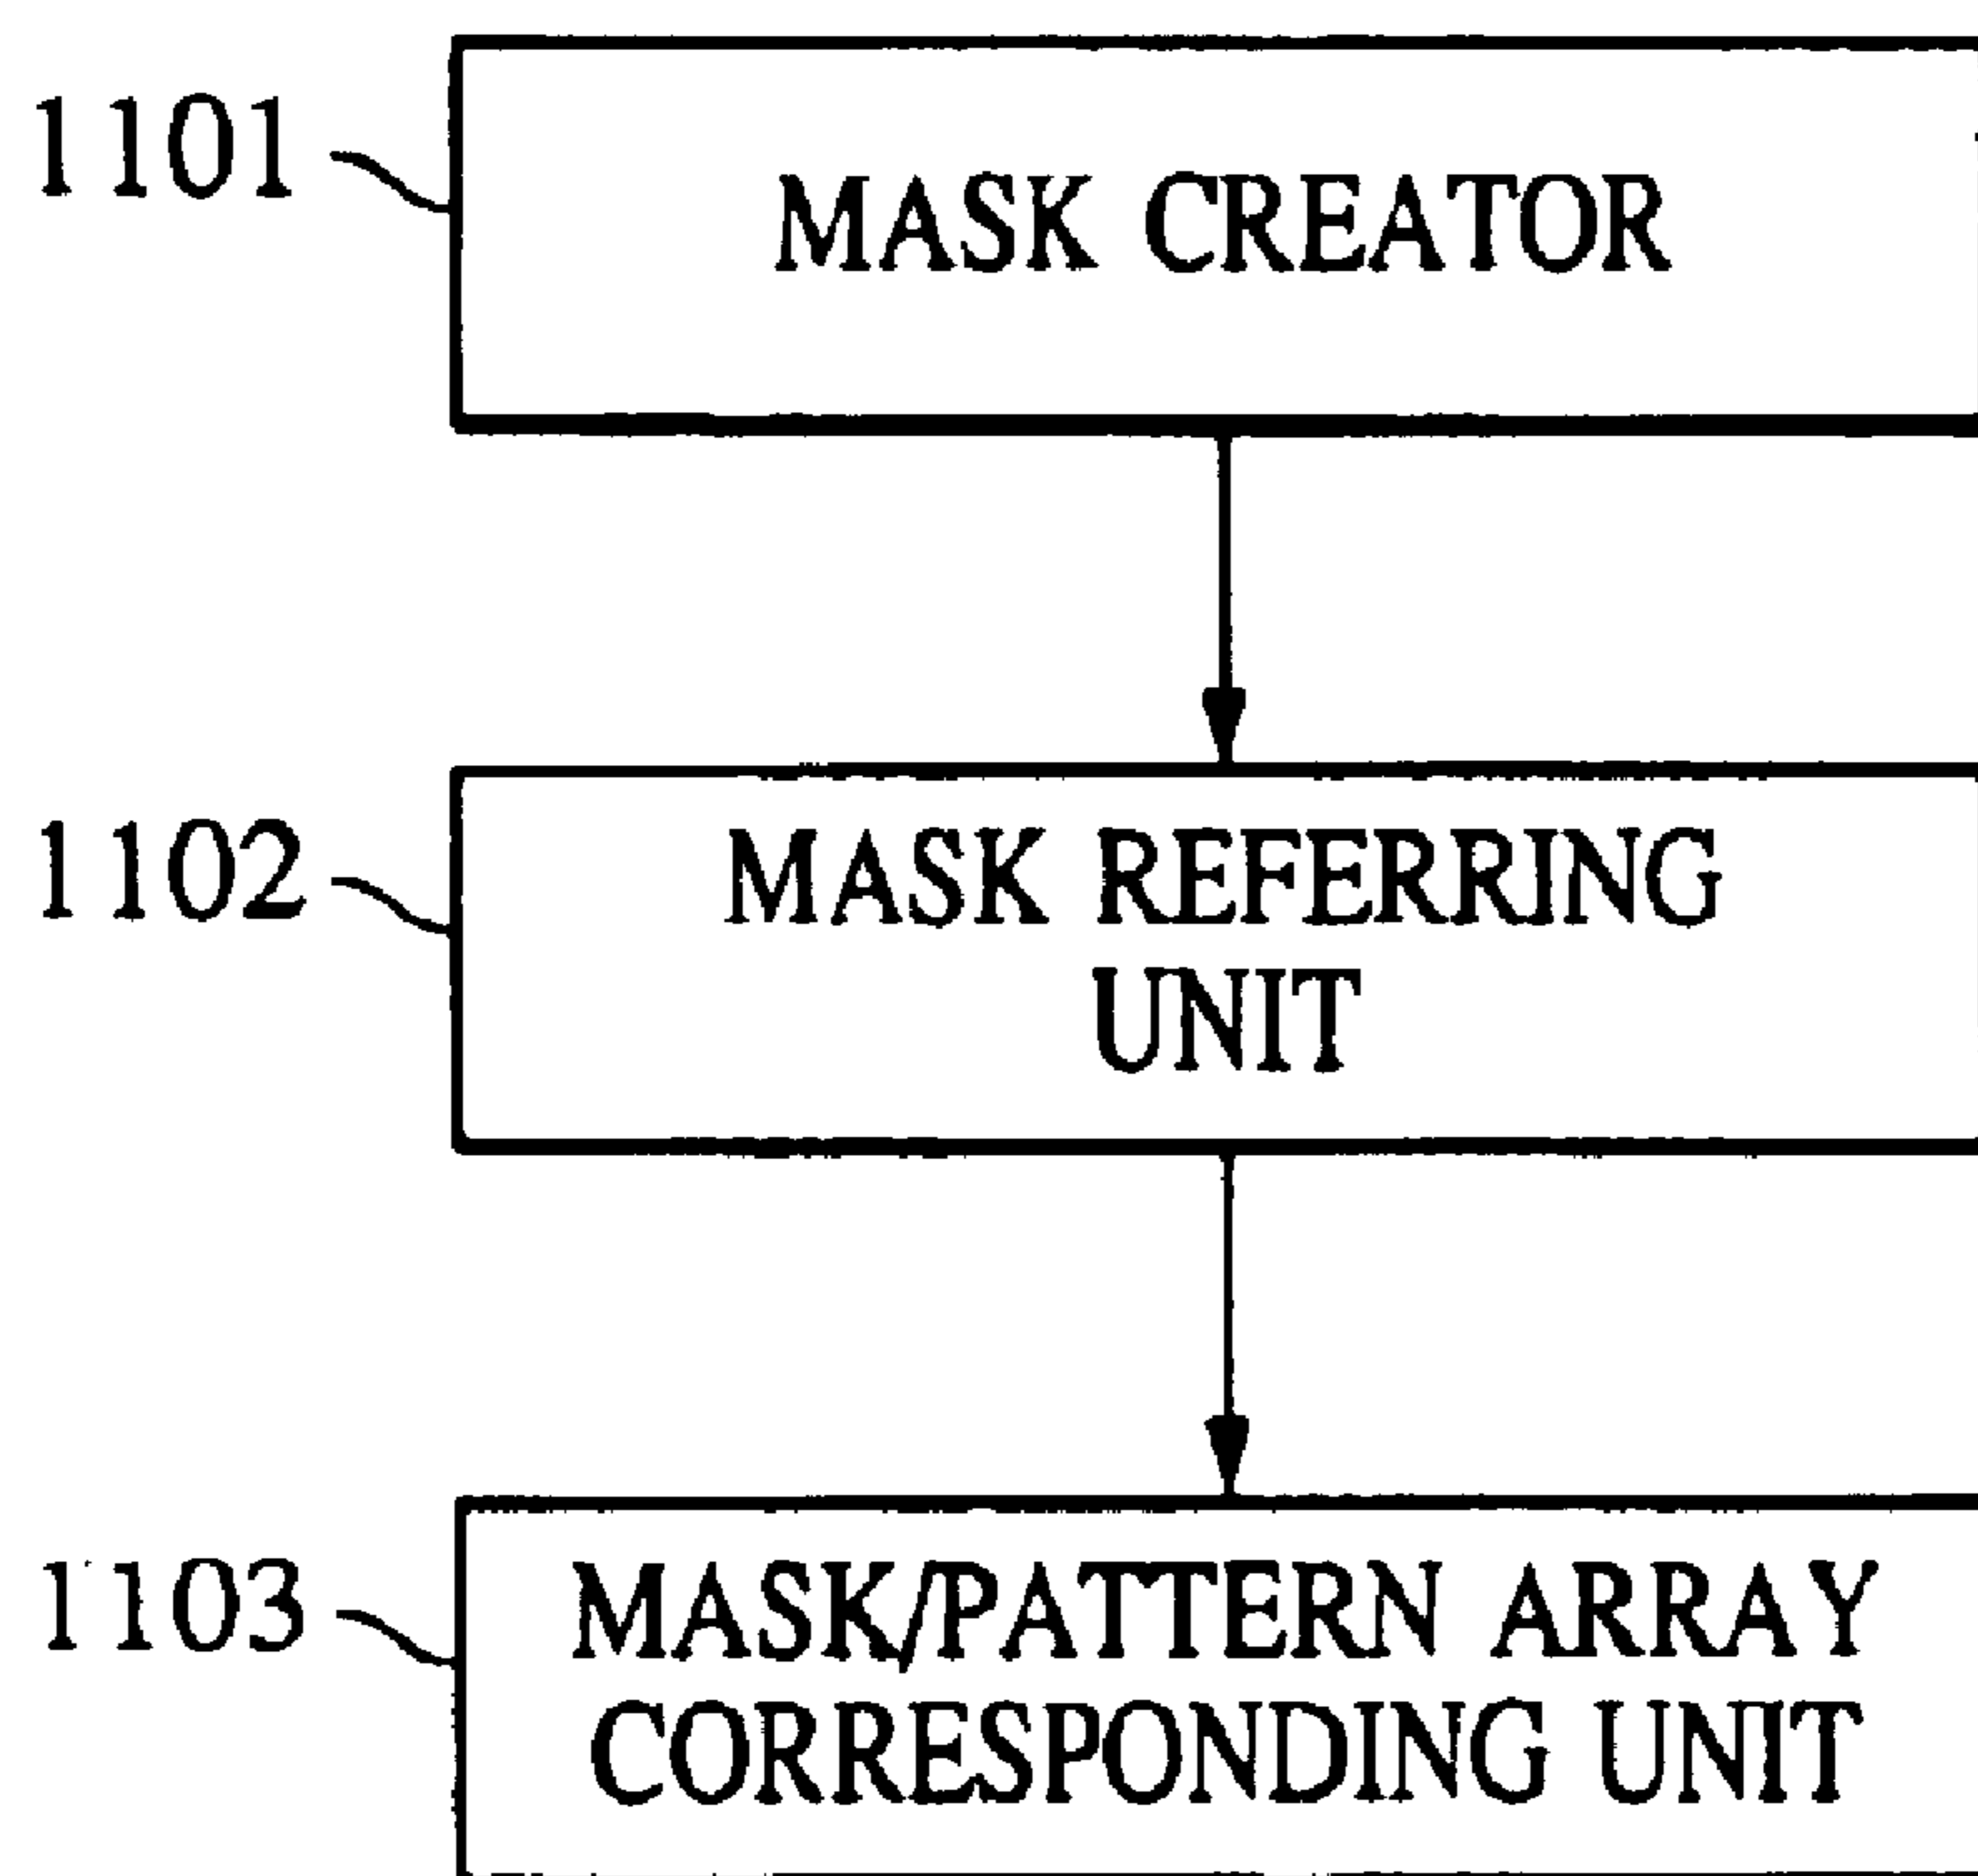 1101
MASK CREATOR
1102
MASK REFERRING
UNIT
1103
MASK/PATTERN ARRAY
CORRESPONDING UNIT